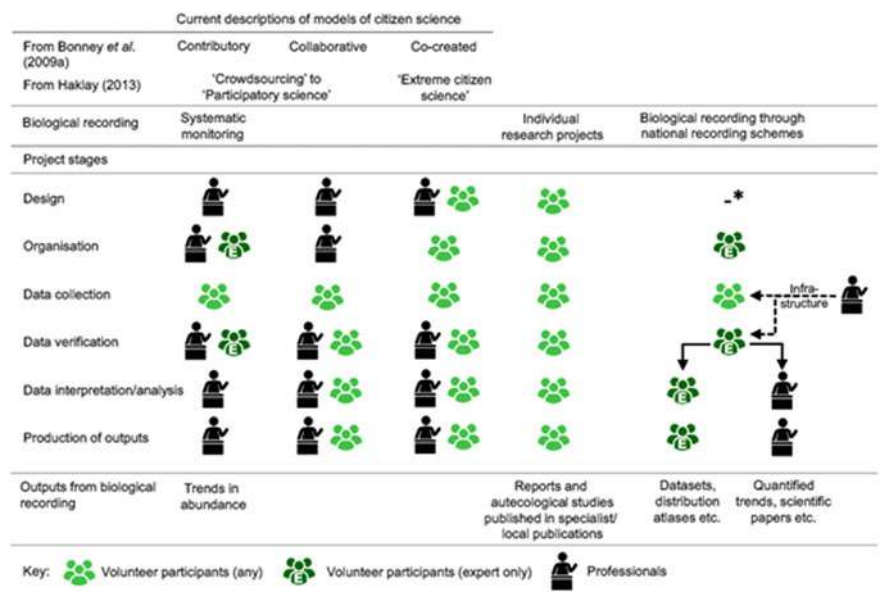 Current descriptions of models of citizen science
From Bonney et al. Contributory Collaborative Co-created
(2009a)
From Haklay (2013) 'Crowdsourcing' to 'Extreme citizen
'Participatory science' science'
Biological recording Systematic Individual Biological recording through
monitoring research projects national recording schemes
Project stages
Design -*
Organisation E E
Data collection Infra-
structure
Data verification E E
Data interpretation/analysis E
Production of outputs E
Outputs from biological Trends in Reports and Datasets, Quantified
recording abundance autecological studies distribution trends, scientific
published in specialist/ atlases etc. papers etc.
local publications
Key: Volunteer participants (any) E Volunteer participants (expert only) Professionals